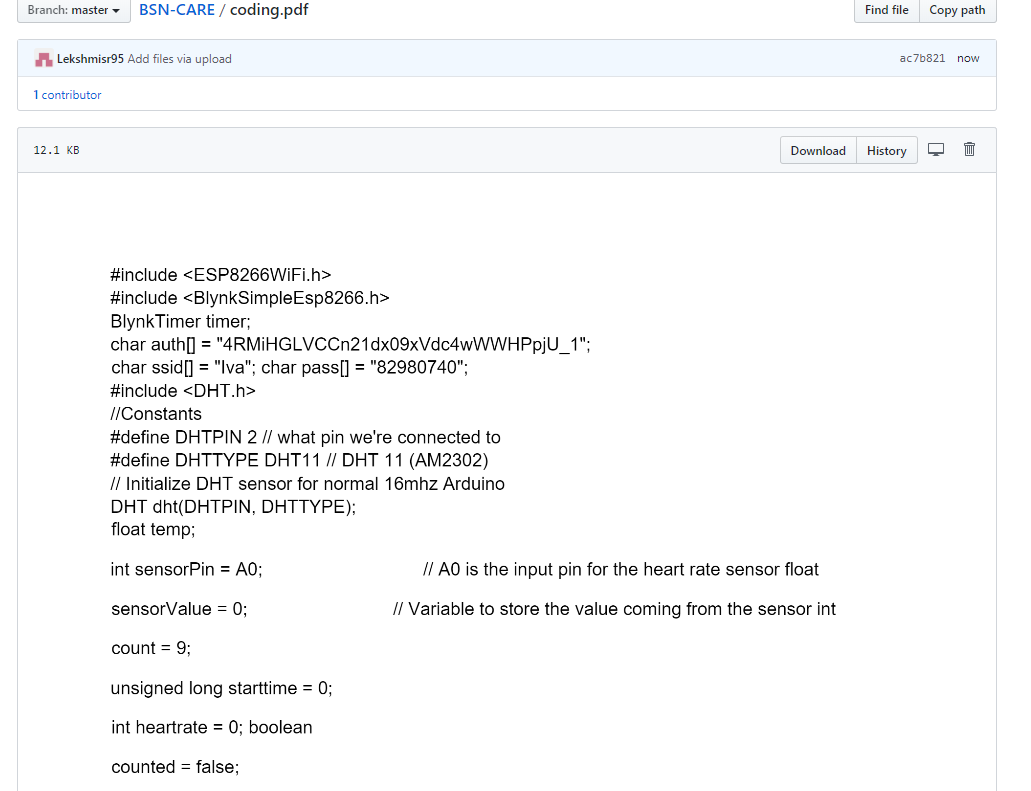 Branch: master
BSN-CARE / coding.pdf
Find file
Copy path
Lekshmisr95 Add files via upload
ac7b821 now
1 contributor
12.1 KB
Download
History
#include <ESP8266WiFi.h>
#include <BlynkSimpleEsp8266.h>
BlynkTimer timer;
char auth[] = "4RMiHGLVCCn21dx09xVdc4wWWHPpjU_1";
char ssid[] = "Iva"; char pass[] = "82980740";
#include <DHT.h>
//Constants
#define DHTPIN 2 // what pin we're connected to
#define DHTTYPE DHT11 // DHT 11 (AM2302)
// Initialize DHT sensor for normal 16mhz Arduino
DHT dht(DHTPIN, DHTTYPE);
float temp;
int sensorPin = A0; // A0 is the input pin for the heart rate sensor float
sensorValue = 0; // Variable to store the value coming from the sensor int
count = 9;
unsigned long starttime = 0;
int heartrate = 0; boolean
counted = false;